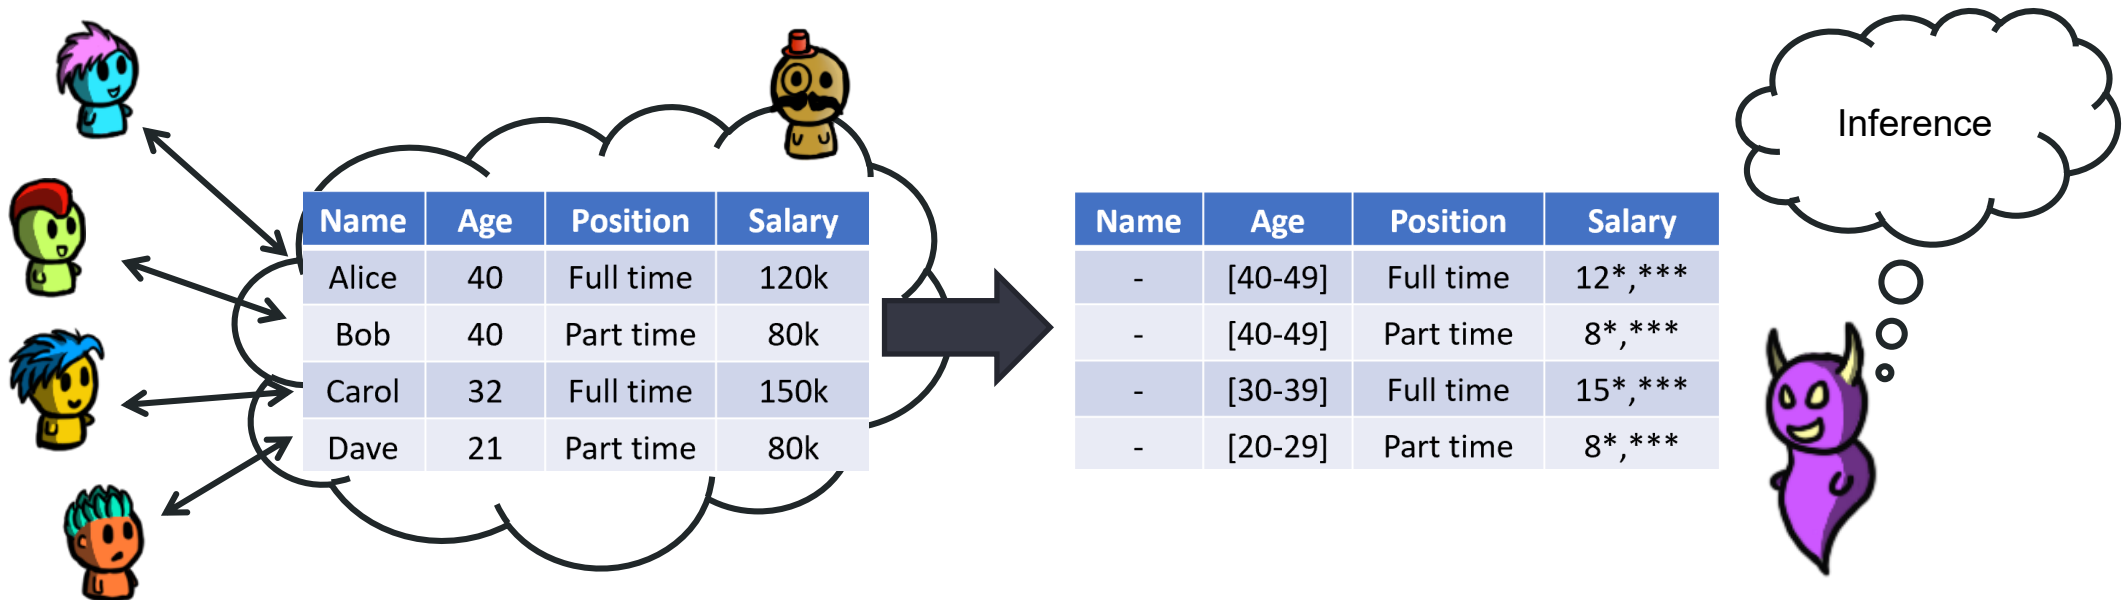 Inference
Name Age Position Salary
Alice 40 Full time 120k
Bob 40 Part time 80k
Carol 32 Full time 150k
Dave 21 Part time 80k
Name Age Position Salary
- [40-49] Full time 12*,***
- [40-49] Part time 8*,***
- [30-39] Full time 15*,***
- [20-29] Part time 8*,***